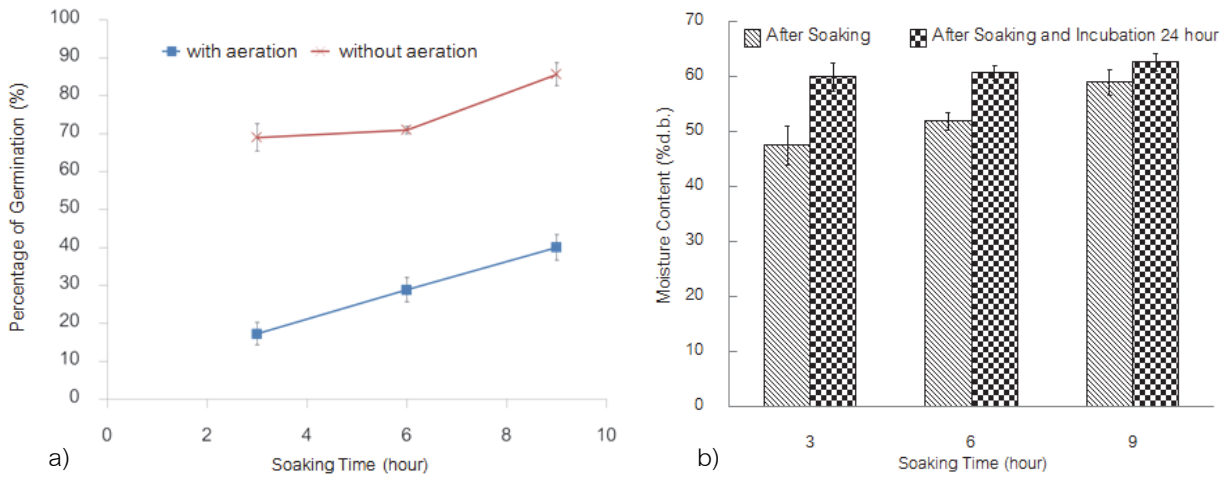 100
90
80
70
60
50
40
30
20
10
0
Percentage of Germination (%)
with aeration
without aeration
0 2 4 6 8 10
Soaking Time (hour)
a)
70
60
50
40
30
20
10
0
Moisture Content (%d.b.)
After Soaking
After Soaking and Incubation 24 hour
3 6 9
Soaking Time (hour)
b)